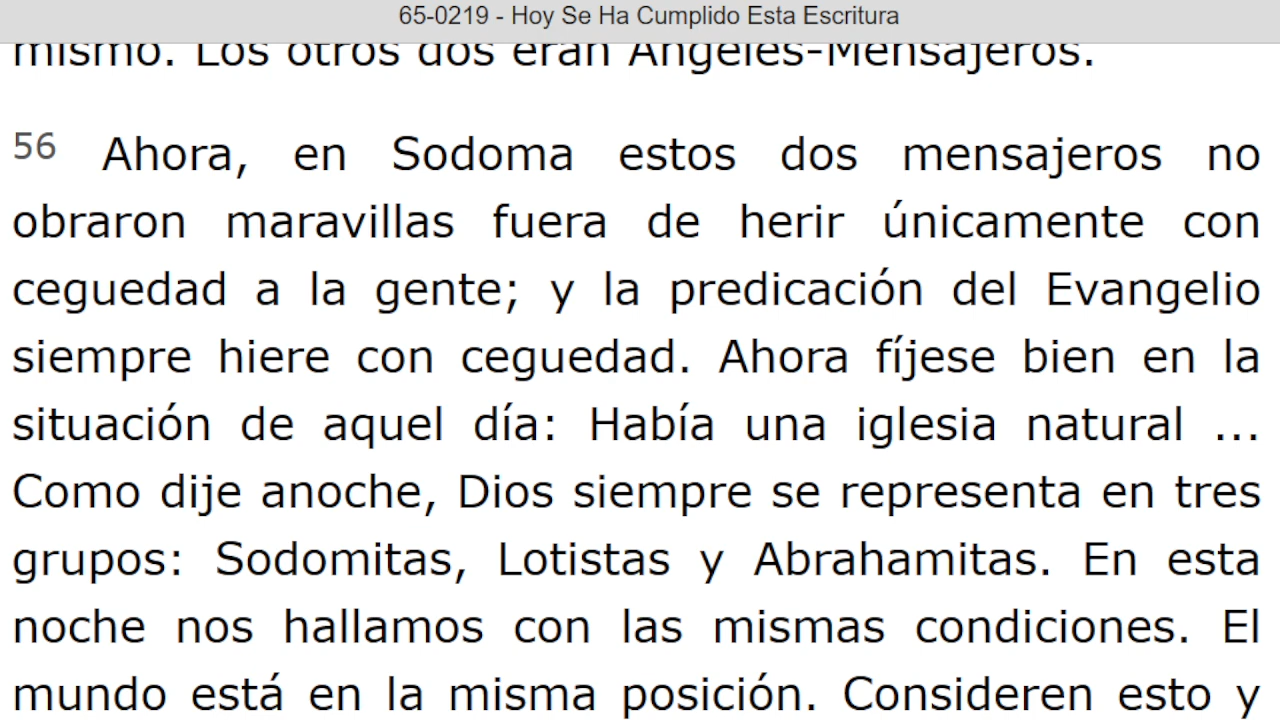 65-0219 - Hoy Se Ha Cumplido Esta Escritura
mismo. Los otros dos eran Ángeles-Mensajeros.
56 Ahora, en Sodoma estos dos mensajeros no
obraron maravillas fuera de herir únicamente con
ceguedad a la gente; y la predicación del Evangelio
siempre hiere con ceguedad. Ahora fíjese bien en la
situación de aquel día: Había una iglesia natural ...
Como dije anoche, Dios siempre se representa en tres
grupos: Sodomitas, Lotistas y Abrahamitas. En esta
noche nos hallamos con las mismas condiciones. El
mundo está en la misma posición. Consideren esto y